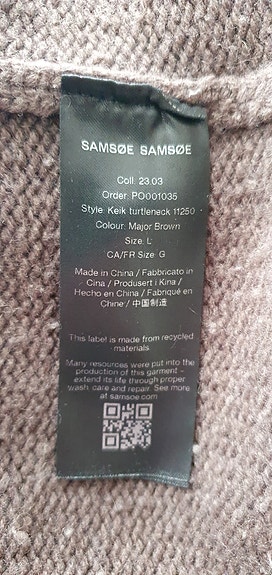 SAMSØE SAMSØE
Coll: 23.03
Order: PO001035
Style: Keik turtleneck 11250
Colour: Major Brown
Size: L
CA/FR Size: G
Made in China / Fabbricato in
Cina / Produsert i Kina /
Hecho en China / Fabriqué en
Chine / 中国制造
This label is made from recycled
materials.
Many resources were put into the
production of this garment –
extend its life through proper
wash, care and repair. See more
at samsoe.com